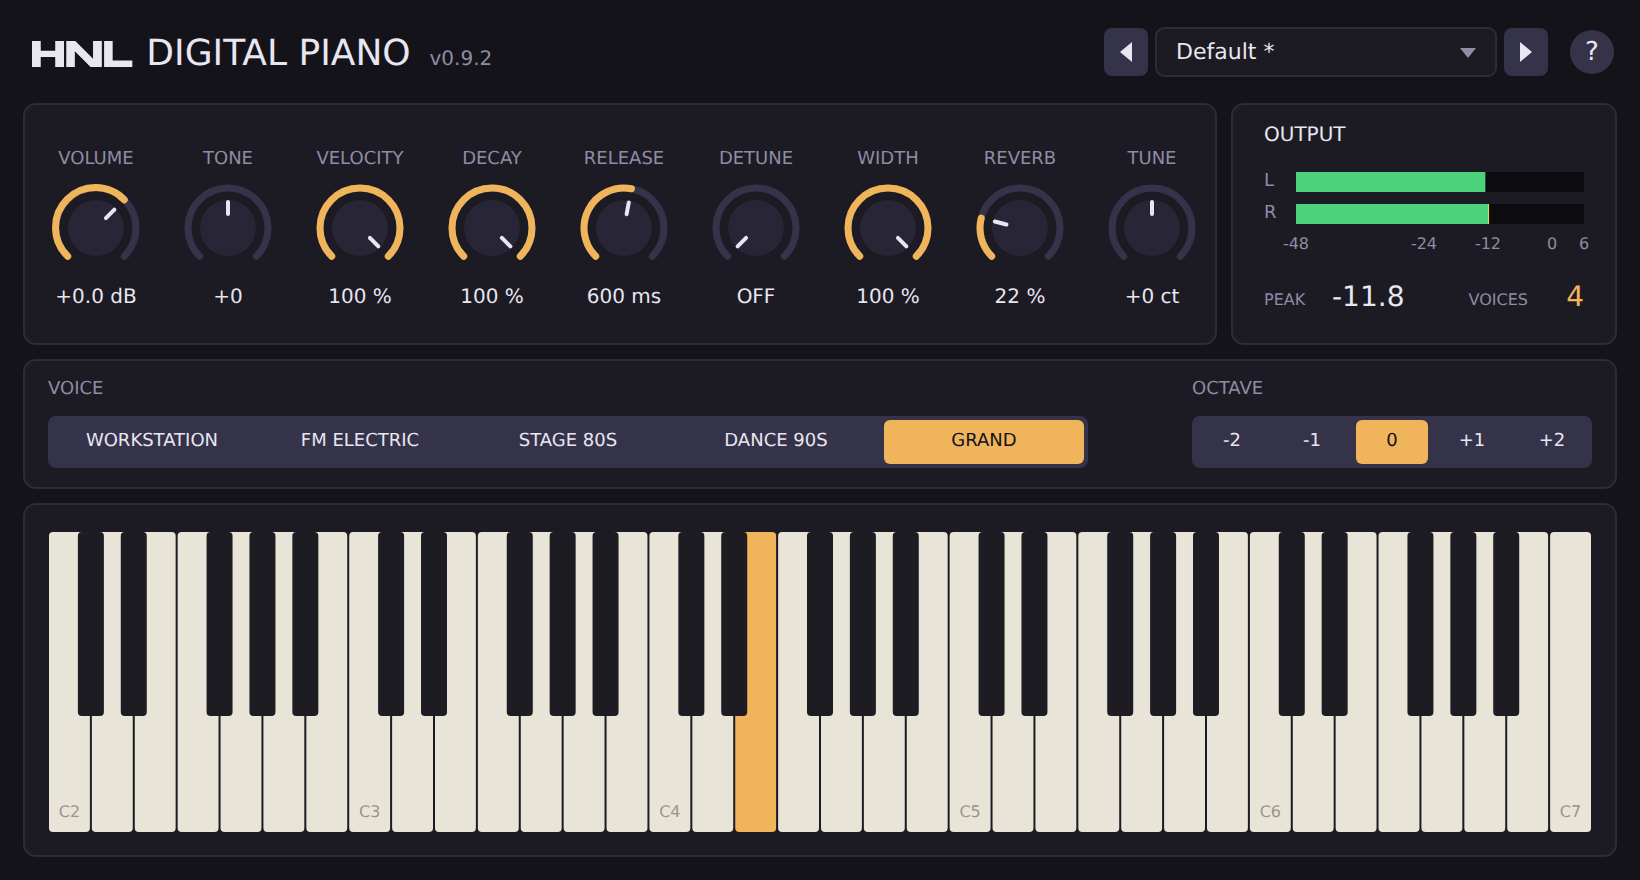 HNL DIGITAL PIANO v0.9.2
Default *
?
VOLUME TONE VELOCITY DECAY RELEASE DETUNE WIDTH REVERB TUNE
+0.0 dB +0 100 % 100 % 600 ms OFF 100 % 22 % +0 ct
OUTPUT
L
R
-48 -24 -12 0 6
PEAK -11.8 VOICES 4
VOICE
WORKSTATION FM ELECTRIC STAGE 80S DANCE 90S GRAND
OCTAVE
-2 -1 0 +1 +2
C2 C3 C4 C5 C6 C7